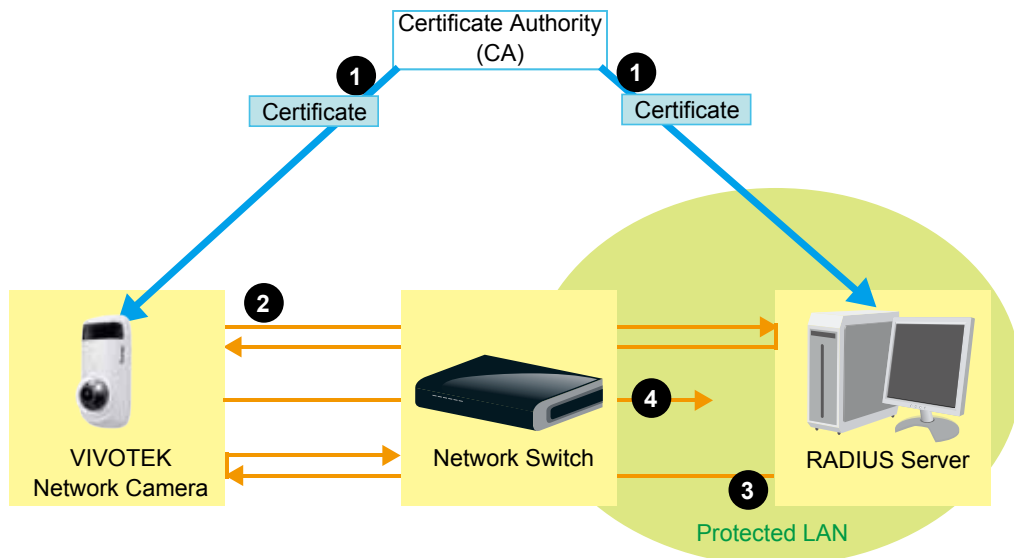 Certificate Authority
(CA)
1
1
Certificate
Certificate
2
4
VIVOTEK
Network Camera
Network Switch
RADIUS Server
3
Protected LAN